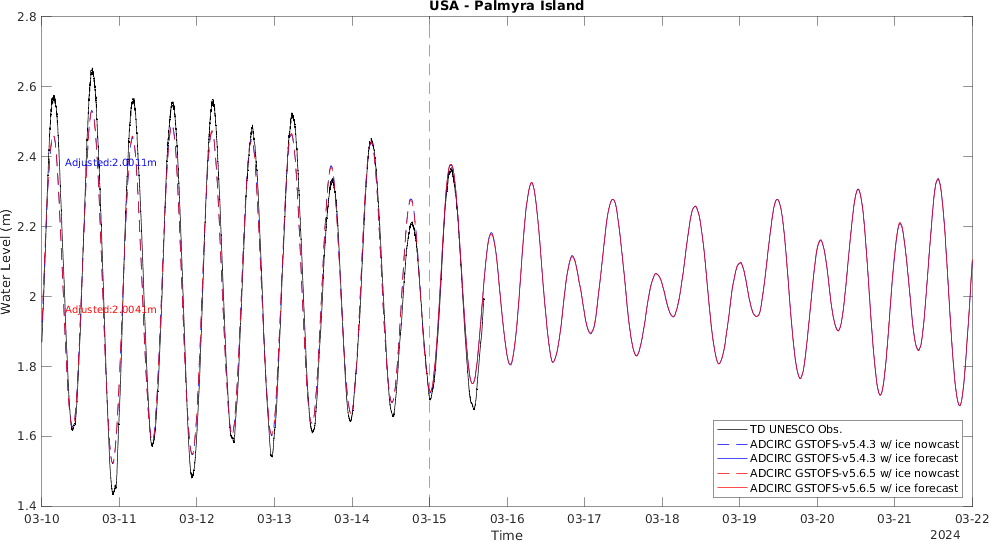 USA - Palmyra Island
2.8
2.6
2.4
2.2
2
1.8
1.6
1.4
Water Level (m)
Adjusted:2.0011m
Adjusted:2.0041m
TD UNESCO Obs.
ADCIRC GSTOFS-v5.4.3 w/ ice nowcast
ADCIRC GSTOFS-v5.4.3 w/ ice forecast
ADCIRC GSTOFS-v5.6.5 w/ ice nowcast
ADCIRC GSTOFS-v5.6.5 w/ ice forecast
03-10 03-11 03-12 03-13 03-14 03-15 03-16 03-17 03-18 03-19 03-20 03-21 03-22
Time
2024